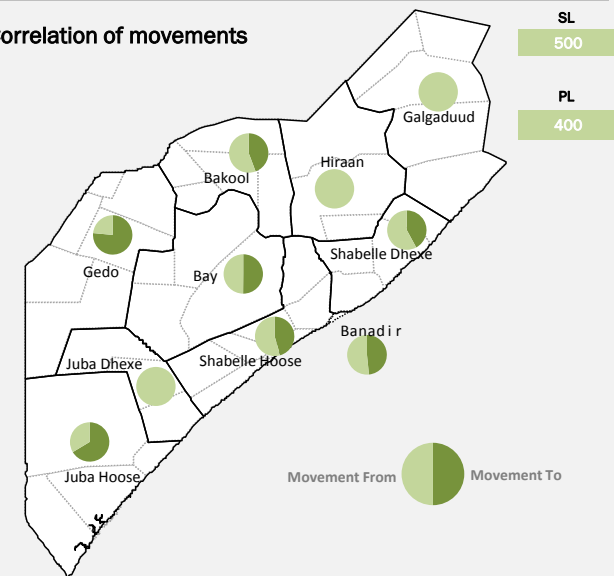 orrelation of movements
SL
500
PL
400
Galgaduud
Hiraan
Bakool
Shabelle Dhexe
Gedo
Bay
Banadir
Juba Dhexe
Shabelle Hoose
Juba Hoose
Movement From
Movement To